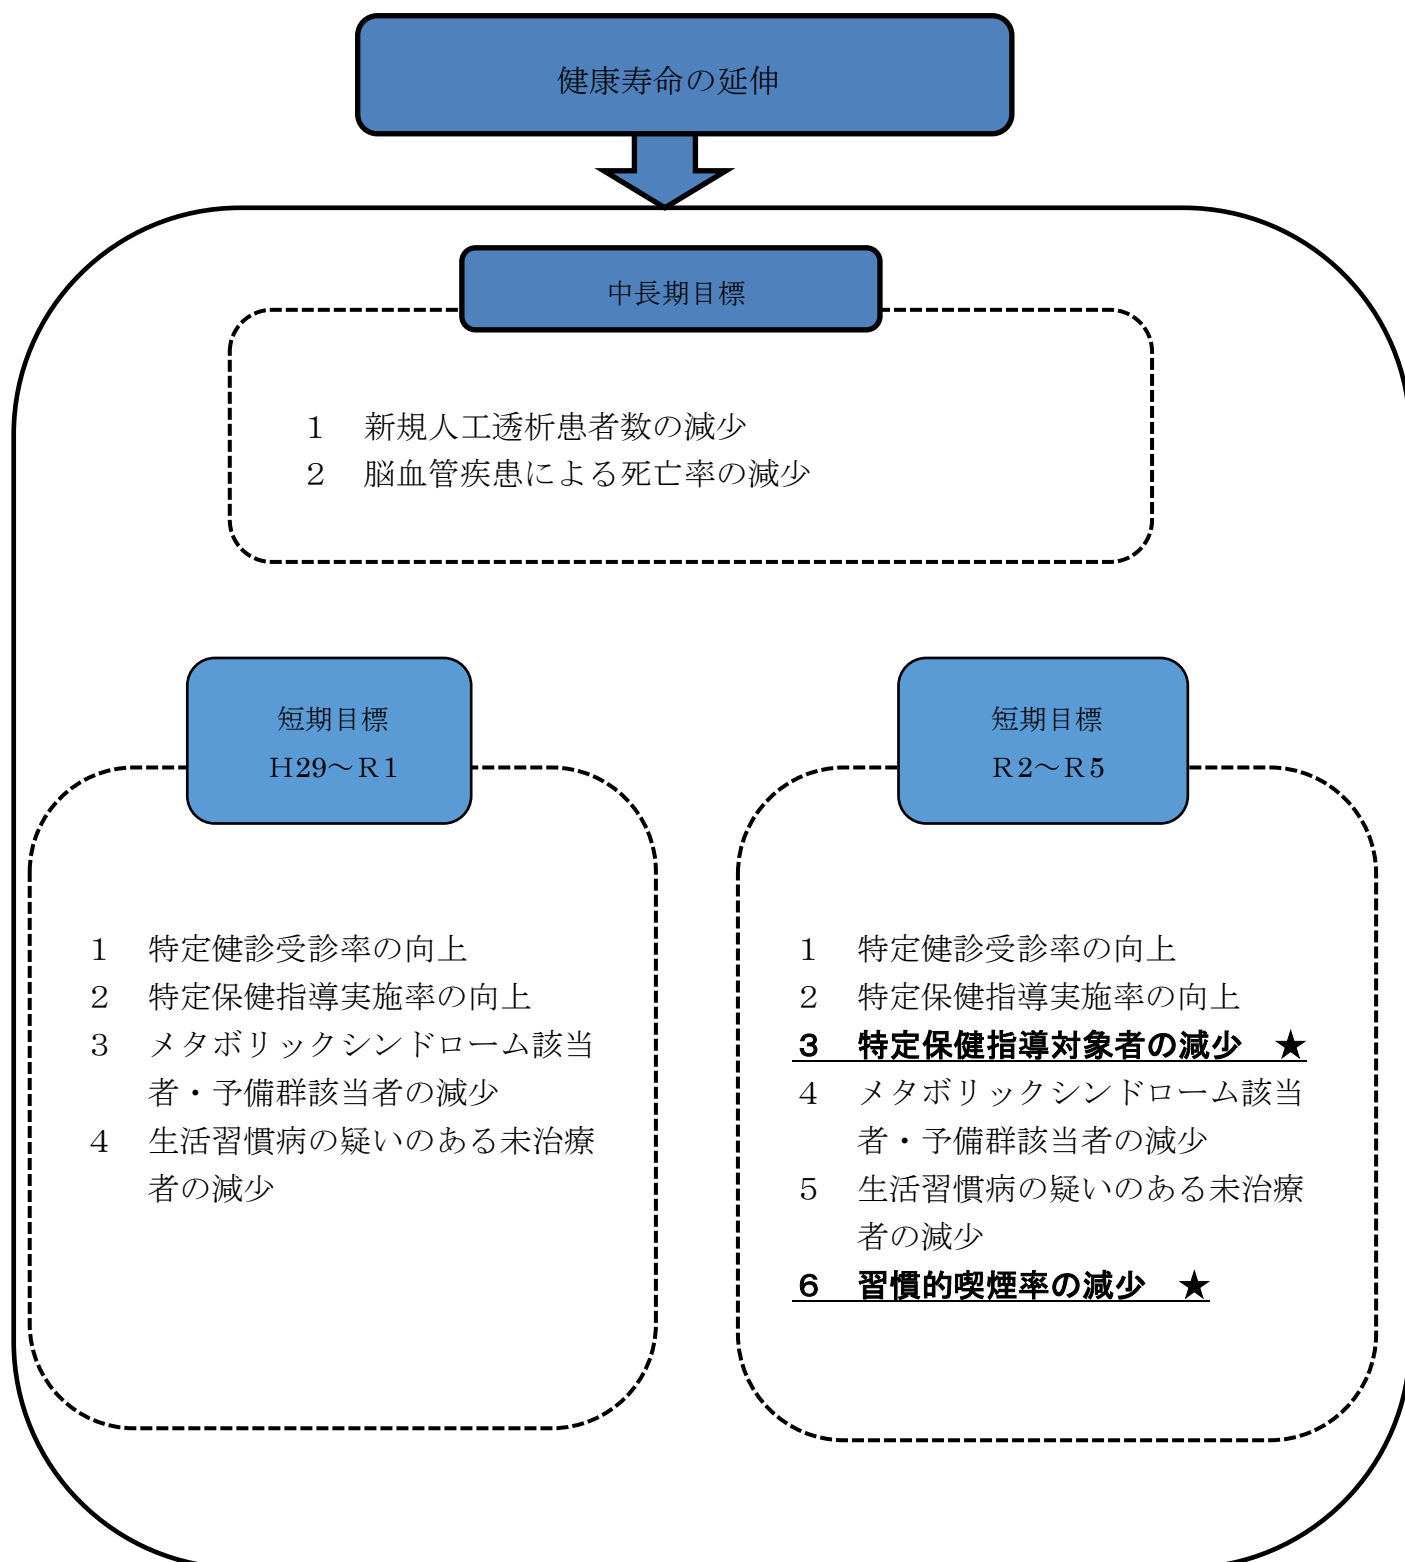 健康寿命の延伸
中長期目標
１　新規人工透析患者数の減少
２　脳血管疾患による死亡率の減少
短期目標
Ｈ29～Ｒ１
１　特定健診受診率の向上
２　特定保健指導実施率の向上
３　メタボリックシンドローム該当
者・予備群該当者の減少
４　生活習慣病の疑いのある未治療
者の減少
短期目標
Ｒ２～Ｒ５
１　特定健診受診率の向上
２　特定保健指導実施率の向上
３　特定保健指導対象者の減少　★
４　メタボリックシンドローム該当
者・予備群該当者の減少
５　生活習慣病の疑いのある未治療
者の減少
６　習慣的喫煙率の減少　★